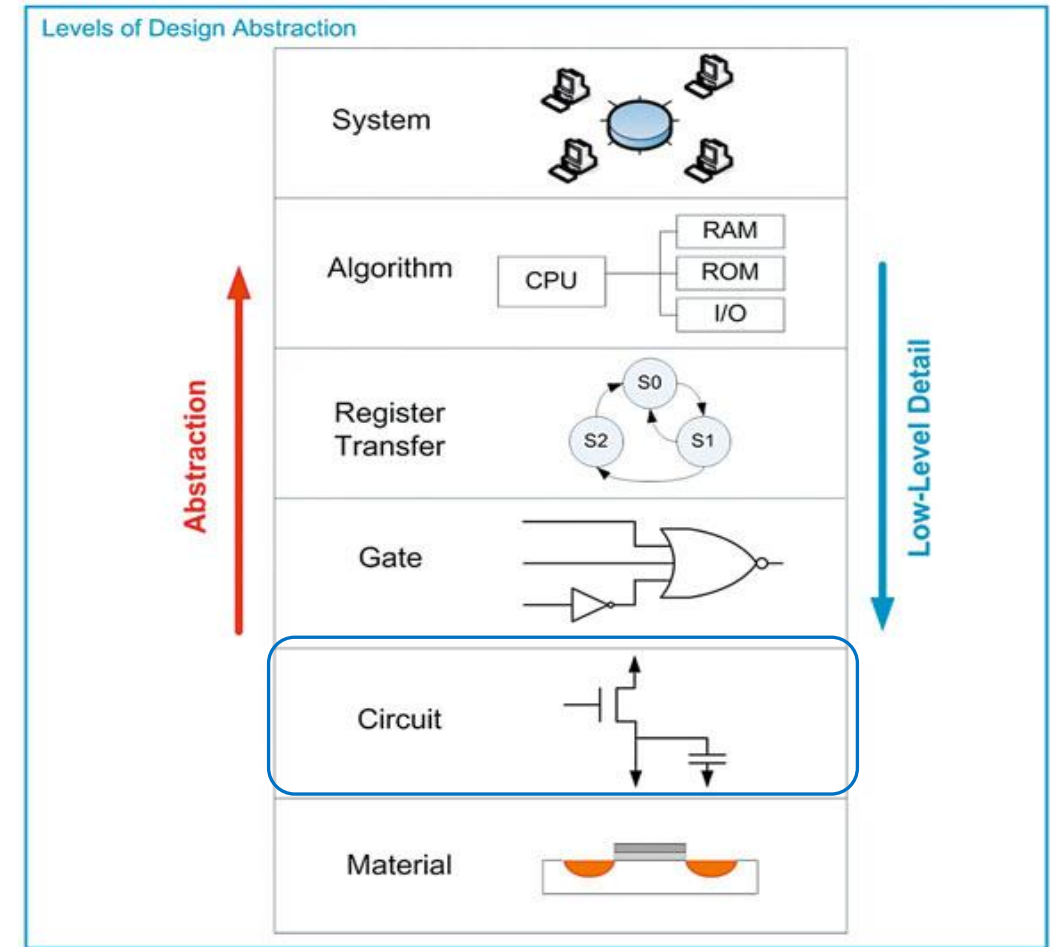 Levels of Design Abstraction
System
Algorithm
CPU
RAM
ROM
I/O
Abstraction
Low-Level Detail
Register
Transfer
S0
S2
S1
Gate
Circuit
Material